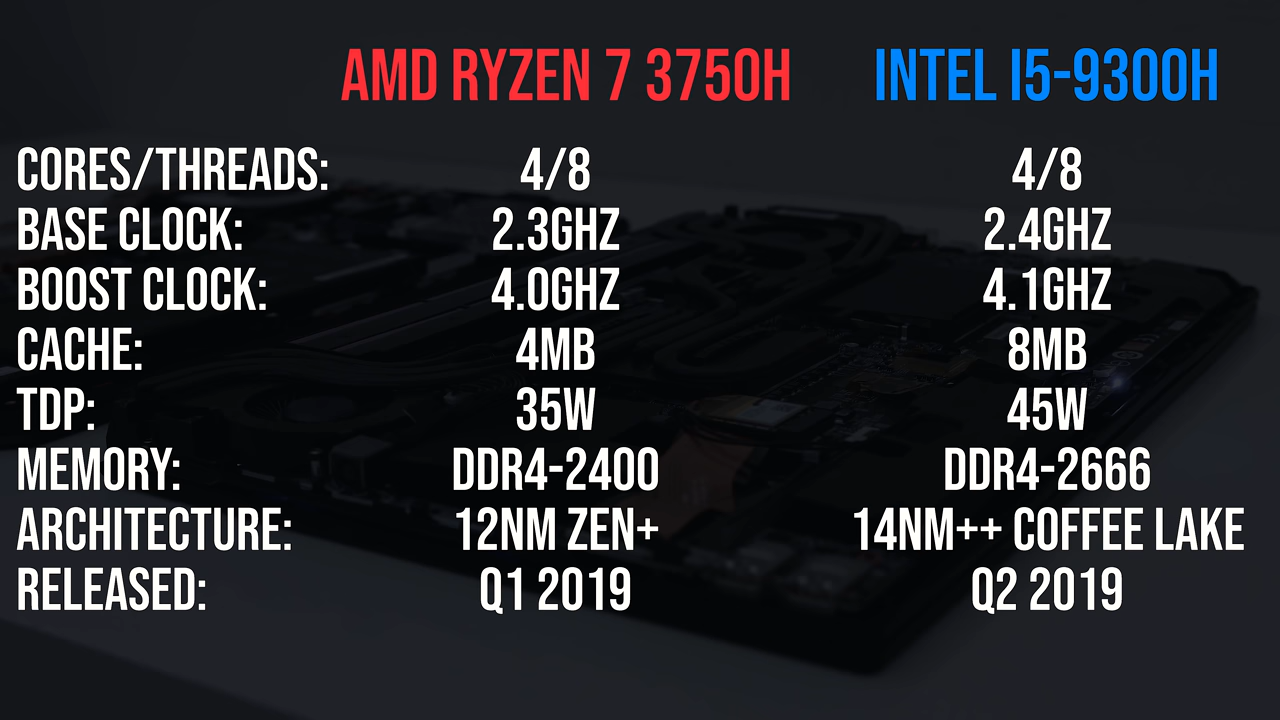 AMD RYZEN 7 3750H INTEL I5-9300H
CORES/THREADS: 4/8 4/8
BASE CLOCK: 2.3GHZ 2.4GHZ
BOOST CLOCK: 4.0GHZ 4.1GHZ
CACHE: 4MB 8MB
TDP: 35W 45W
MEMORY: DDR4-2400 DDR4-2666
ARCHITECTURE: 12NM ZEN+ 14NM++ COFFEE LAKE
RELEASED: Q1 2019 Q2 2019